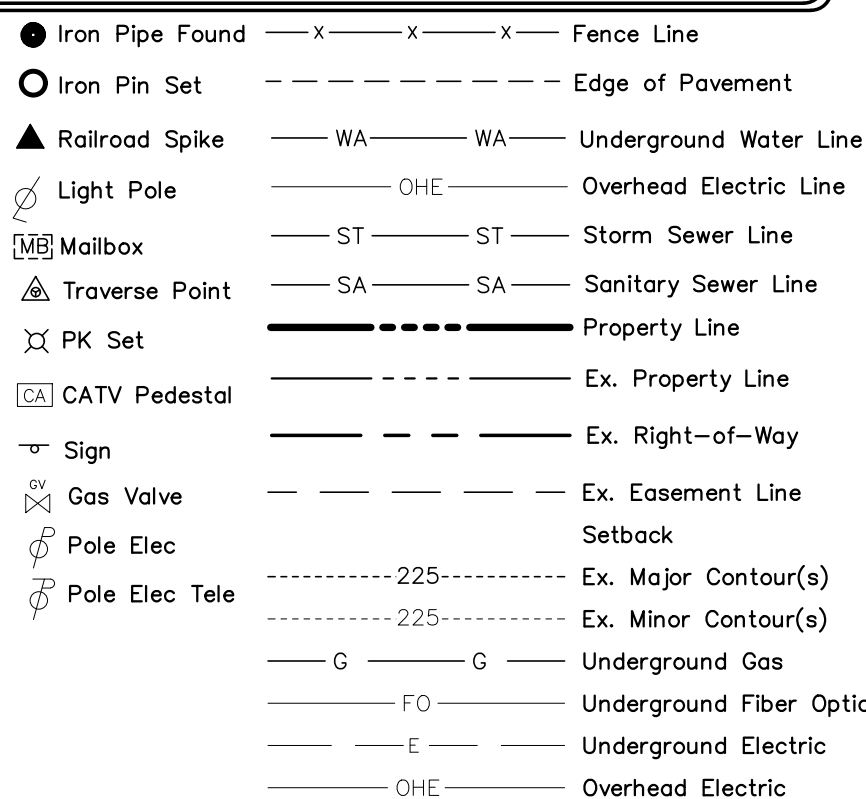 Iron Pipe Found x x x Fence Line
Iron Pin Set Edge of Pavement
Railroad Spike WA WA Underground Water Line
Light Pole OHE Overhead Electric Line
MB Mailbox ST ST Storm Sewer Line
Traverse Point SA SA Sanitary Sewer Line
PK Set Property Line
CA CATV Pedestal Ex. Property Line
Sign Ex. Right-of-Way
GV Gas Valve Ex. Easement Line
Pole Elec Setback
Pole Elec Tele 225 Ex. Major Contour(s)
225 Ex. Minor Contour(s)
G G Underground Gas
FO Underground Fiber Optic
E Underground Electric
OHE Overhead Electric